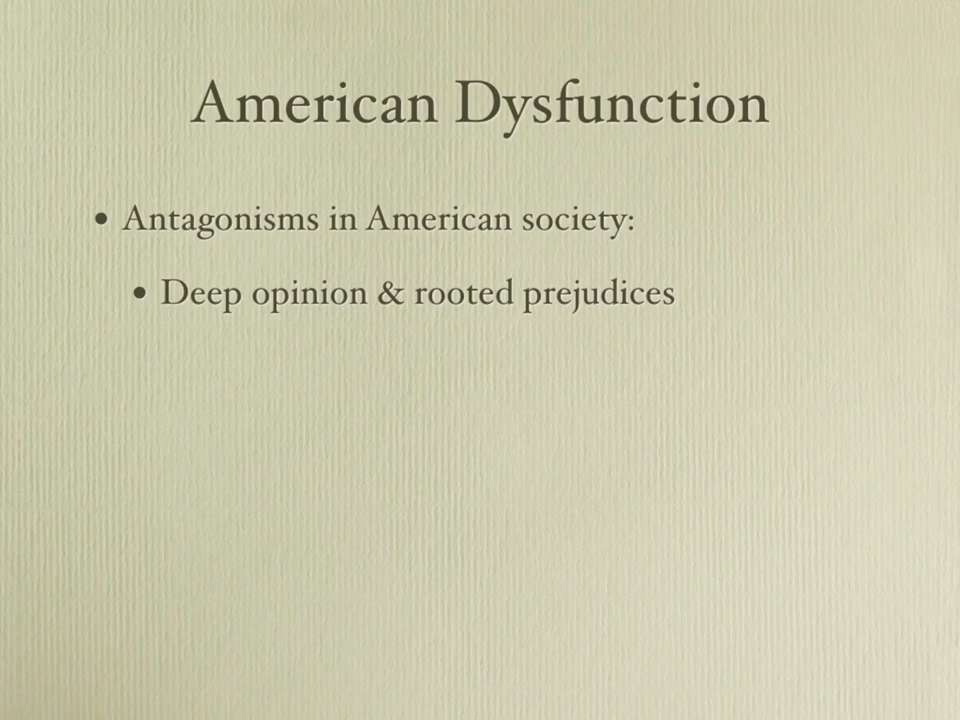 American Dysfunction
• Antagonisms in American society:
• Deep opinion & rooted prejudices